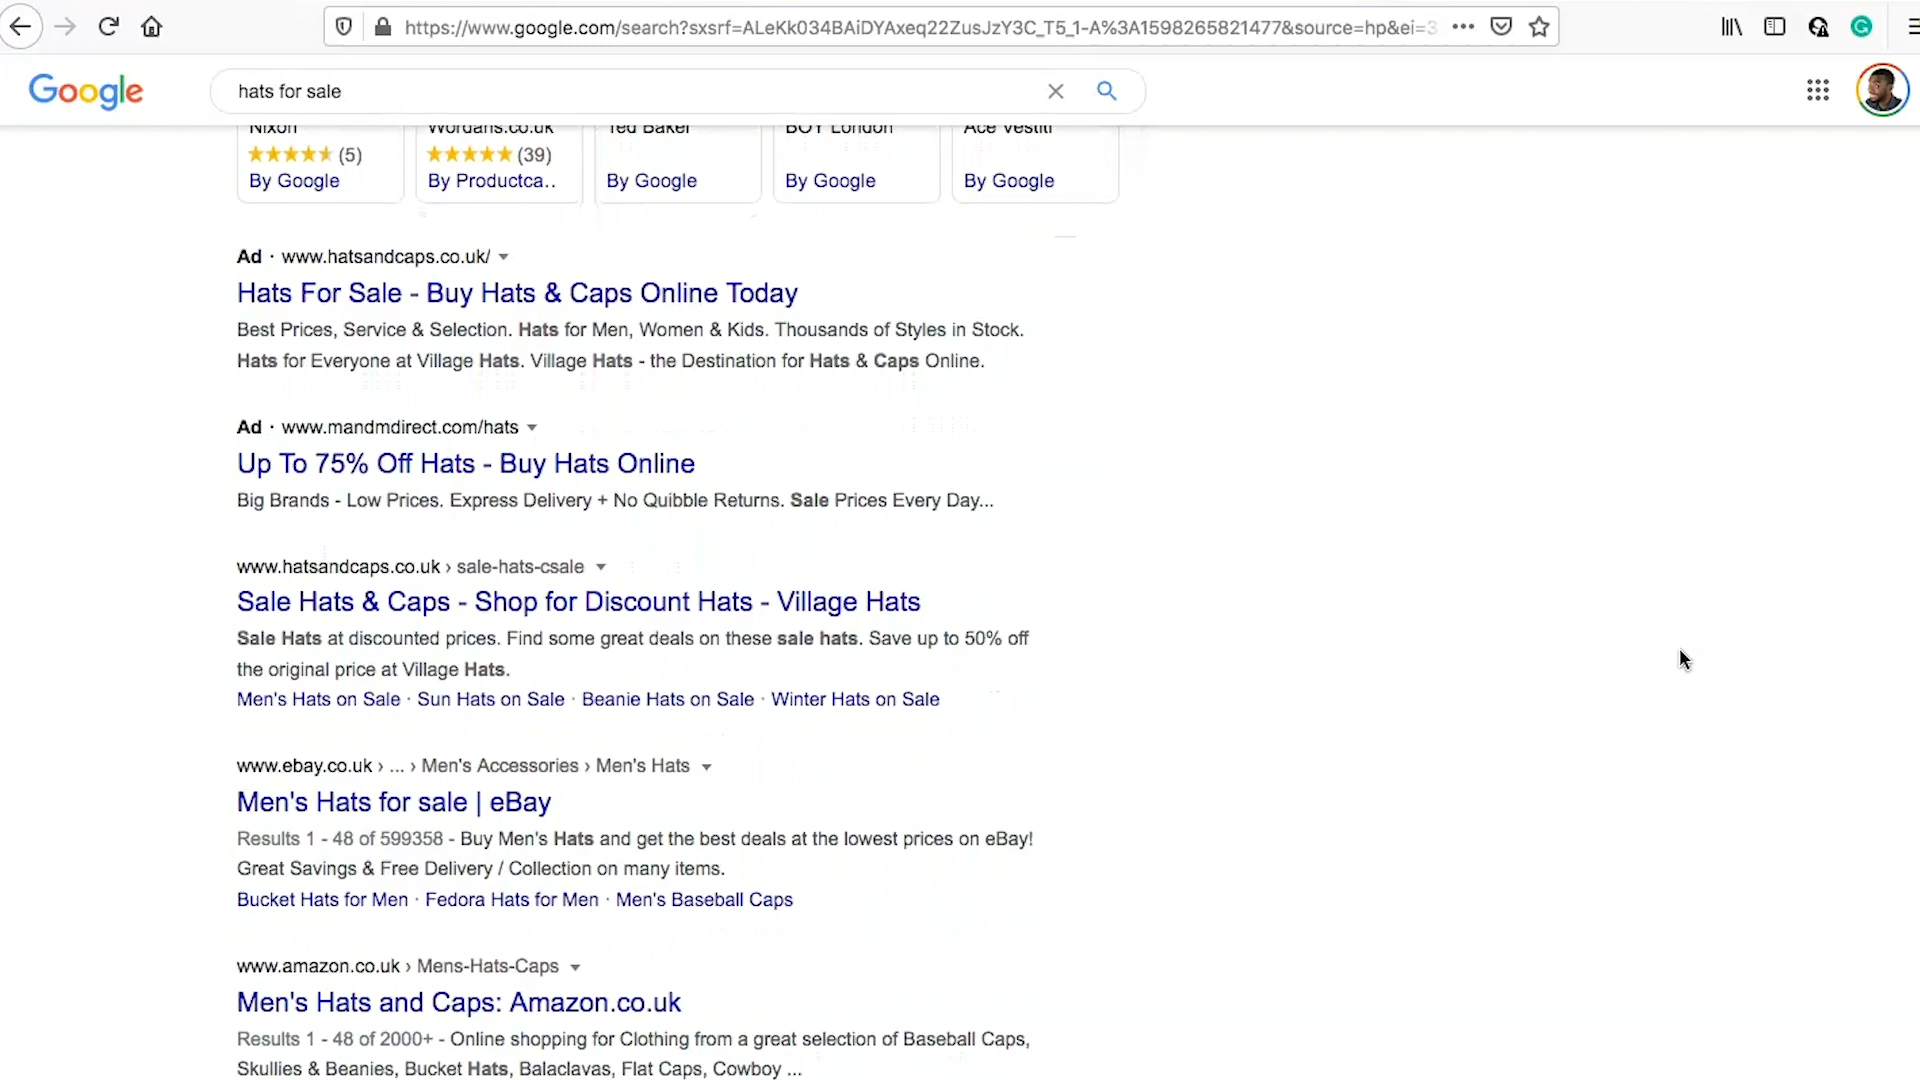 https://www.google.com/search?sxsrf=ALeKk034BAiDYAxeq22ZusJzY3C_T5_1-A%3A1598265821477&source=hp&ei=3
Google
hats for sale
Nixon Wordans.co.uk Ted Baker BOY London Ace Vestiti
(5) (39)
By Google By Productca.. By Google By Google By Google
Ad · www.hatsandcaps.co.uk/
Hats For Sale - Buy Hats & Caps Online Today
Best Prices, Service & Selection. Hats for Men, Women & Kids. Thousands of Styles in Stock.
Hats for Everyone at Village Hats. Village Hats - the Destination for Hats & Caps Online.
Ad · www.mandmdirect.com/hats
Up To 75% Off Hats - Buy Hats Online
Big Brands - Low Prices. Express Delivery + No Quibble Returns. Sale Prices Every Day...
www.hatsandcaps.co.uk › sale-hats-csale
Sale Hats & Caps - Shop for Discount Hats - Village Hats
Sale Hats at discounted prices. Find some great deals on these sale hats. Save up to 50% off
the original price at Village Hats.
Men's Hats on Sale · Sun Hats on Sale · Beanie Hats on Sale · Winter Hats on Sale
www.ebay.co.uk › ... › Men's Accessories › Men's Hats
Men's Hats for sale | eBay
Results 1 - 48 of 599358 - Buy Men's Hats and get the best deals at the lowest prices on eBay!
Great Savings & Free Delivery / Collection on many items.
Bucket Hats for Men · Fedora Hats for Men · Men's Baseball Caps
www.amazon.co.uk › Mens-Hats-Caps
Men's Hats and Caps: Amazon.co.uk
Results 1 - 48 of 2000+ - Online shopping for Clothing from a great selection of Baseball Caps,
Skullies & Beanies, Bucket Hats, Balaclavas, Flat Caps, Cowboy ...